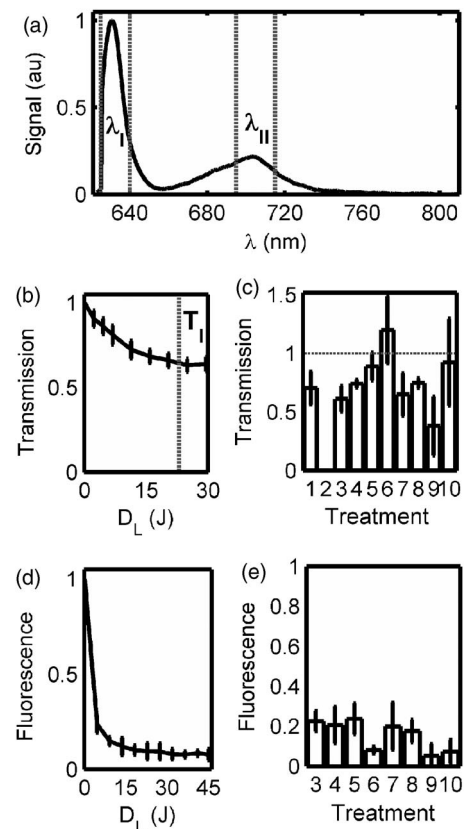 (a)
1
0.5
0
Signal (au)
λI
λII
640 680 720 760 800
λ (nm)
(b)
1
0.5
0
Transmission
TI
0 10 20 30
DL (J)
(c)
1.5
1
0.5
0
Transmission
1 2 3 4 5 6 7 8 9 10
Treatment
(d)
1
0.5
0
Fluorescence
0 15 30 45
DL (J)
(e)
1
0.8
0.6
0.4
0.2
0
Fluorescence
3 4 5 6 7 8 9 10
Treatment